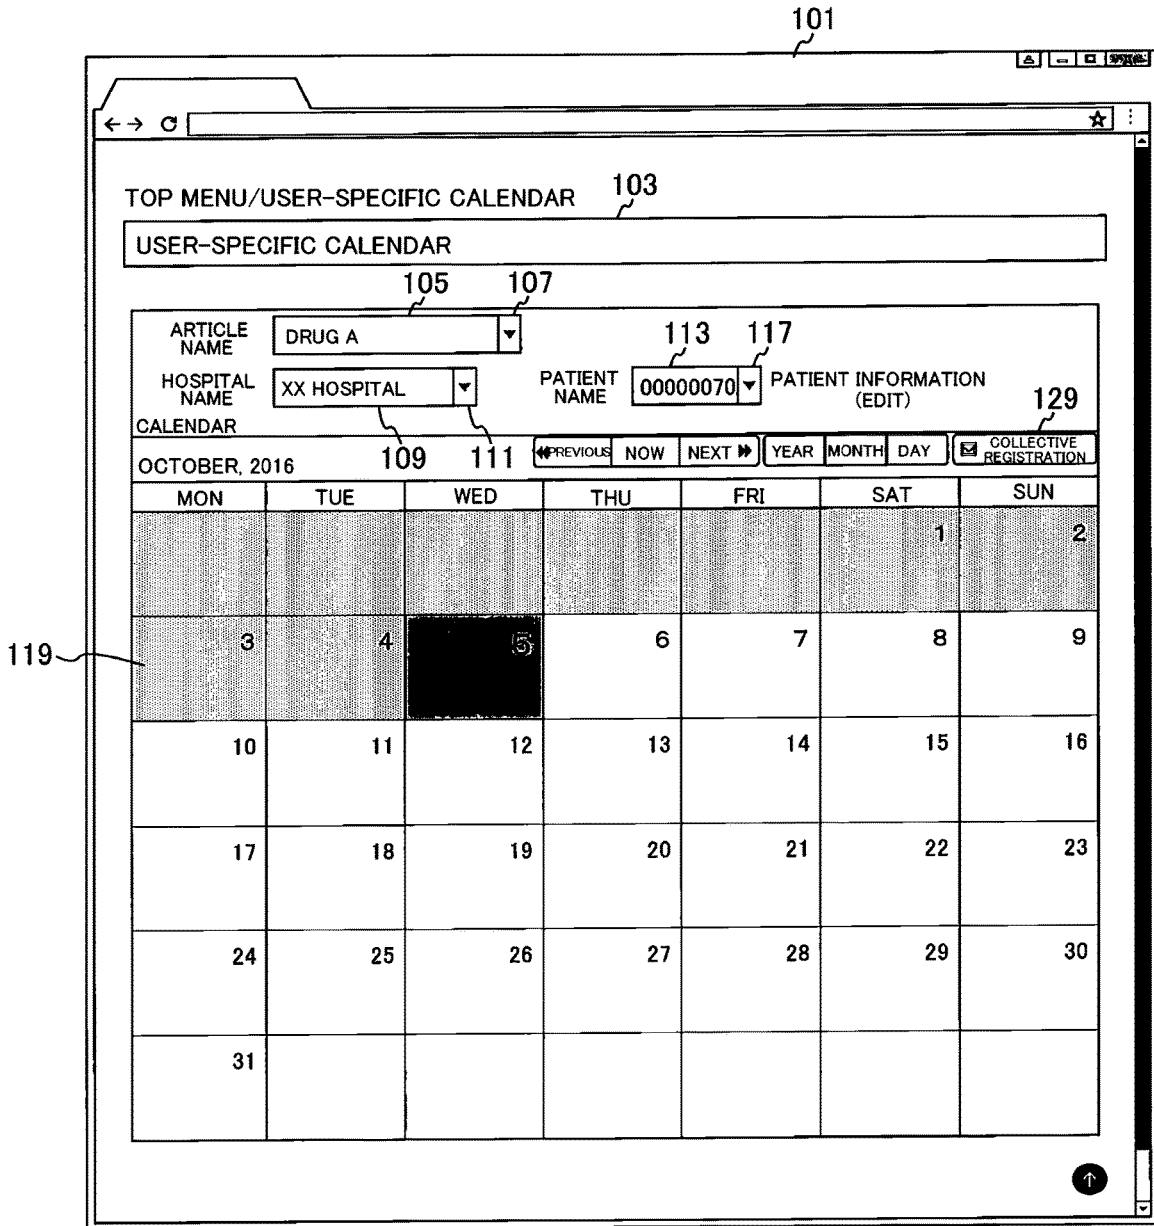 101
TOP MENU/USER-SPECIFIC CALENDAR
103
USER-SPECIFIC CALENDAR
105 107
ARTICLE NAME DRUG A
113 117
HOSPITAL NAME XX HOSPITAL PATIENT NAME 00000070 PATIENT INFORMATION (EDIT)
129
CALENDAR
109 111
OCTOBER, 2016 PREVIOUS NOW NEXT YEAR MONTH DAY COLLECTIVE REGISTRATION
MON TUE WED THU FRI SAT SUN
1 2
119
3 4 5 6 7 8 9
10 11 12 13 14 15 16
17 18 19 20 21 22 23
24 25 26 27 28 29 30
31